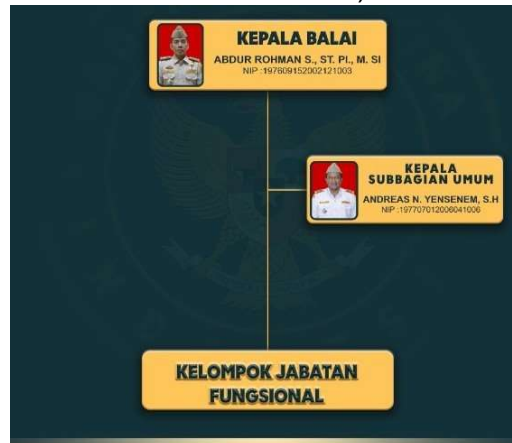 KEPALA BALAI
ABDUR ROHMAN S., ST. PI., M. SI
NIP :197609152002121003
KEPALA
SUBBAGIAN UMUM
ANDREAS N. YENSENEM, S.H
NIP :197707012006041006
KELOMPOK JABATAN
FUNGSIONAL